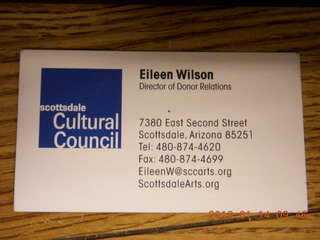 Eileen Wilson
Director of Donor Relations
scottsdale
Cultural
Council
7380 East Second Street
Scottsdale, Arizona 85251
Tel: 480-874-4620
Fax: 480-874-4699
EileenW@sccarts.org
ScottsdaleArts.org